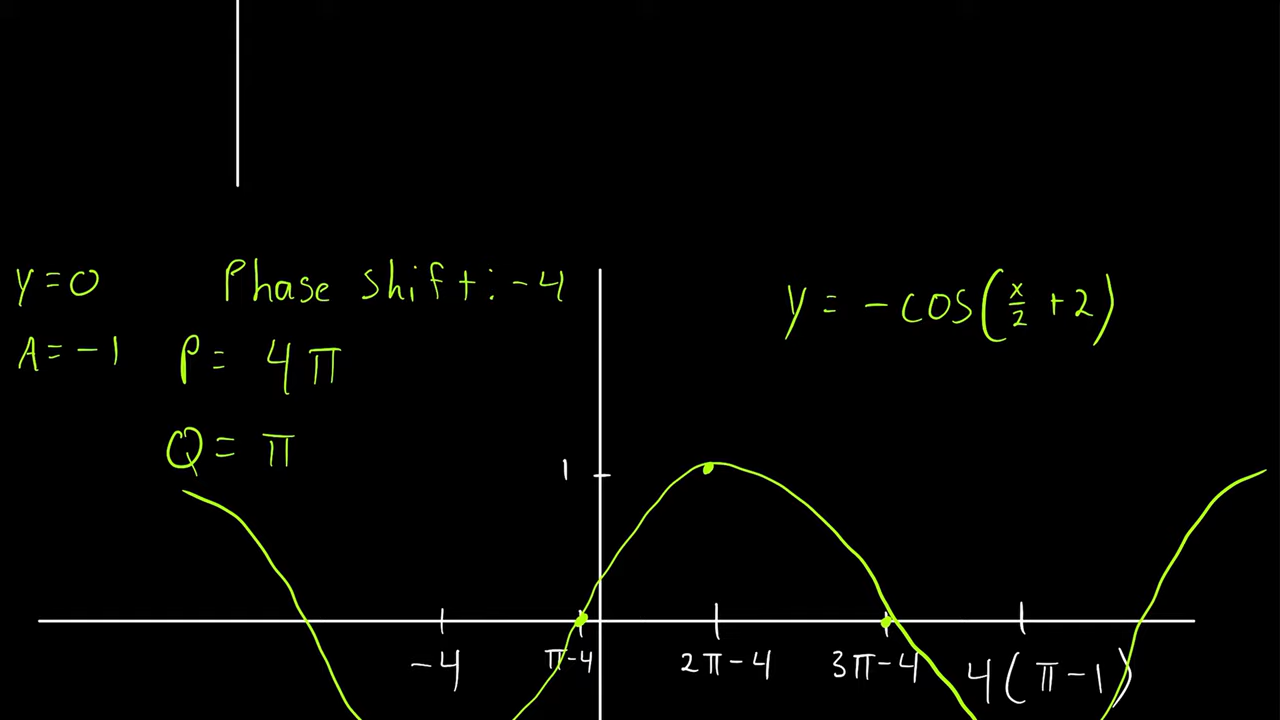 y=0
Phase shift: -4
A=-1
P= 4π
Q= π
y= -cos(x/2 +2)
1
-4
π-4
2π-4
3π-4
4(π-1)